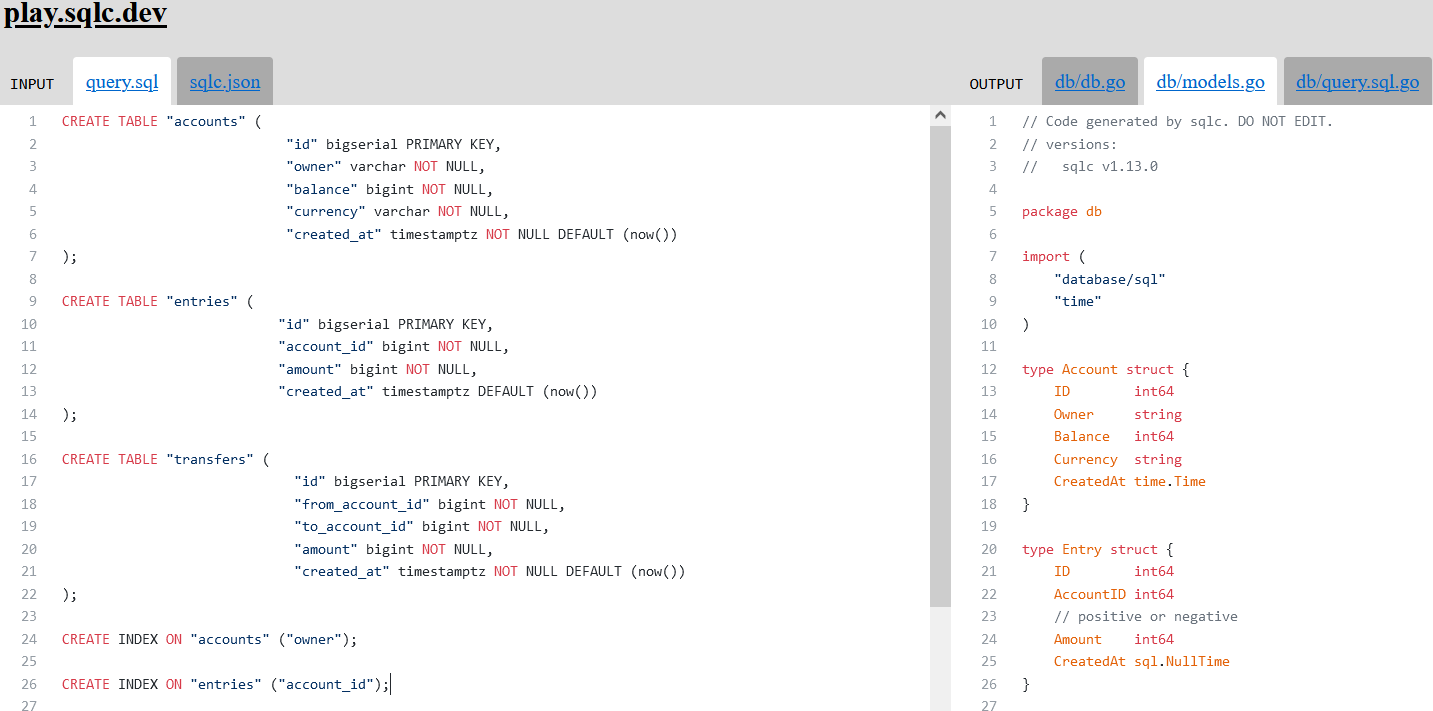 play.sqlc.dev
INPUT query.sql sqlc.json
1 CREATE TABLE "accounts" (
2 "id" bigserial PRIMARY KEY,
3 "owner" varchar NOT NULL,
4 "balance" bigint NOT NULL,
5 "currency" varchar NOT NULL,
6 "created_at" timestamptz NOT NULL DEFAULT (now())
7 );
8
9 CREATE TABLE "entries" (
10 "id" bigserial PRIMARY KEY,
11 "account_id" bigint NOT NULL,
12 "amount" bigint NOT NULL,
13 "created_at" timestamptz DEFAULT (now())
14 );
15
16 CREATE TABLE "transfers" (
17 "id" bigserial PRIMARY KEY,
18 "from_account_id" bigint NOT NULL,
19 "to_account_id" bigint NOT NULL,
20 "amount" bigint NOT NULL,
21 "created_at" timestamptz NOT NULL DEFAULT (now())
22 );
23
24 CREATE INDEX ON "accounts" ("owner");
25
26 CREATE INDEX ON "entries" ("account_id");
27
OUTPUT db/db.go db/models.go db/query.sql.go
1 // Code generated by sqlc. DO NOT EDIT.
2 // versions:
3 //   sqlc v1.13.0
4
5 package db
6
7 import (
8 "database/sql"
9 "time"
10 )
11
12 type Account struct {
13 ID int64
14 Owner string
15 Balance int64
16 Currency string
17 CreatedAt time.Time
18 }
19
20 type Entry struct {
21 ID int64
22 AccountID int64
23 // positive or negative
24 Amount int64
25 CreatedAt sql.NullTime
26 }
27